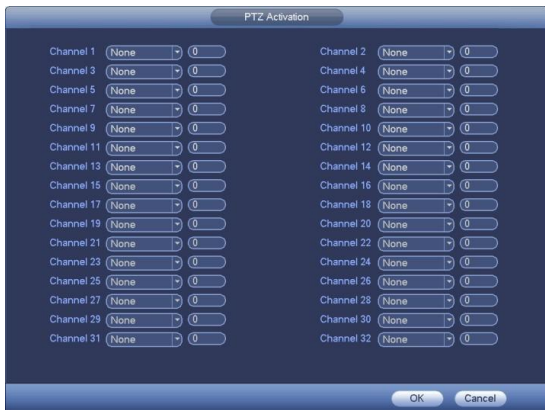 PTZ Activation
Channel 1 None 0 Channel 2 None 0
Channel 3 None 0 Channel 4 None 0
Channel 5 None 0 Channel 6 None 0
Channel 7 None 0 Channel 8 None 0
Channel 9 None 0 Channel 10 None 0
Channel 11 None 0 Channel 12 None 0
Channel 13 None 0 Channel 14 None 0
Channel 15 None 0 Channel 16 None 0
Channel 17 None 0 Channel 18 None 0
Channel 19 None 0 Channel 20 None 0
Channel 21 None 0 Channel 22 None 0
Channel 23 None 0 Channel 24 None 0
Channel 25 None 0 Channel 26 None 0
Channel 27 None 0 Channel 28 None 0
Channel 29 None 0 Channel 30 None 0
Channel 31 None 0 Channel 32 None 0
OK Cancel